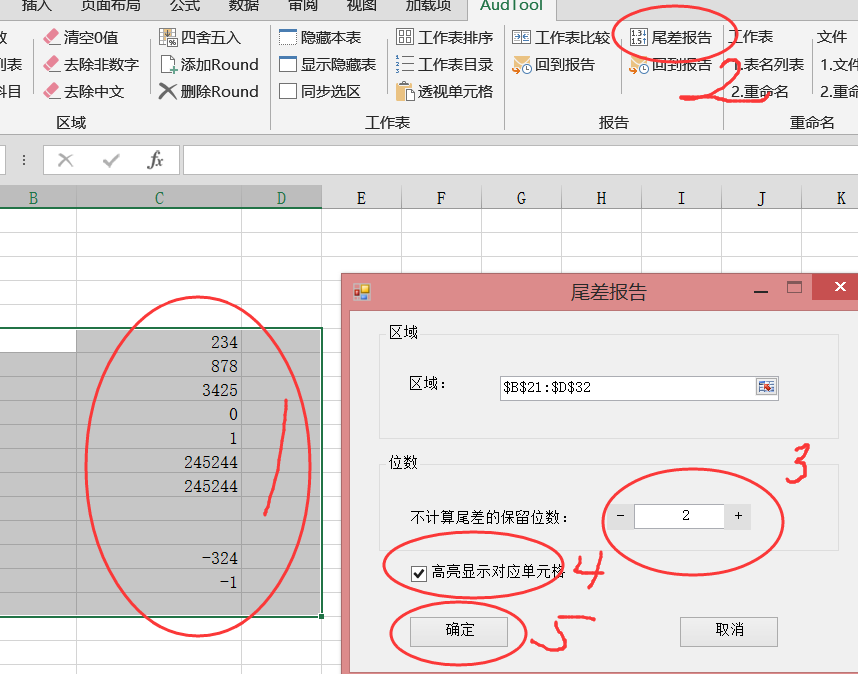 插入 页面布局 公式 数据 审阅 视图 加载项 AudTool
清空0值 四舍五入 隐藏本表 工作表排序 工作表比较 尾差报告 工作表 文件
列表 去除非数字 添加Round 显示隐藏表 工作表目录 回到报告 回到报告 1.表名列表 1.文件
科目 去除中文 删除Round 同步选区 透视单元格 2 2.重命名 2.重命
区域 工作表 报告 重命名
fx
B C D E F G H I J K
尾差报告
区域
234
878
区域： $B$21:$D$32
3425
0
1
位数 3
245244
245244
1
不计算尾差的保留位数： − 2 +
-324
高亮显示对应单元格 4
-1
确定 5 取消